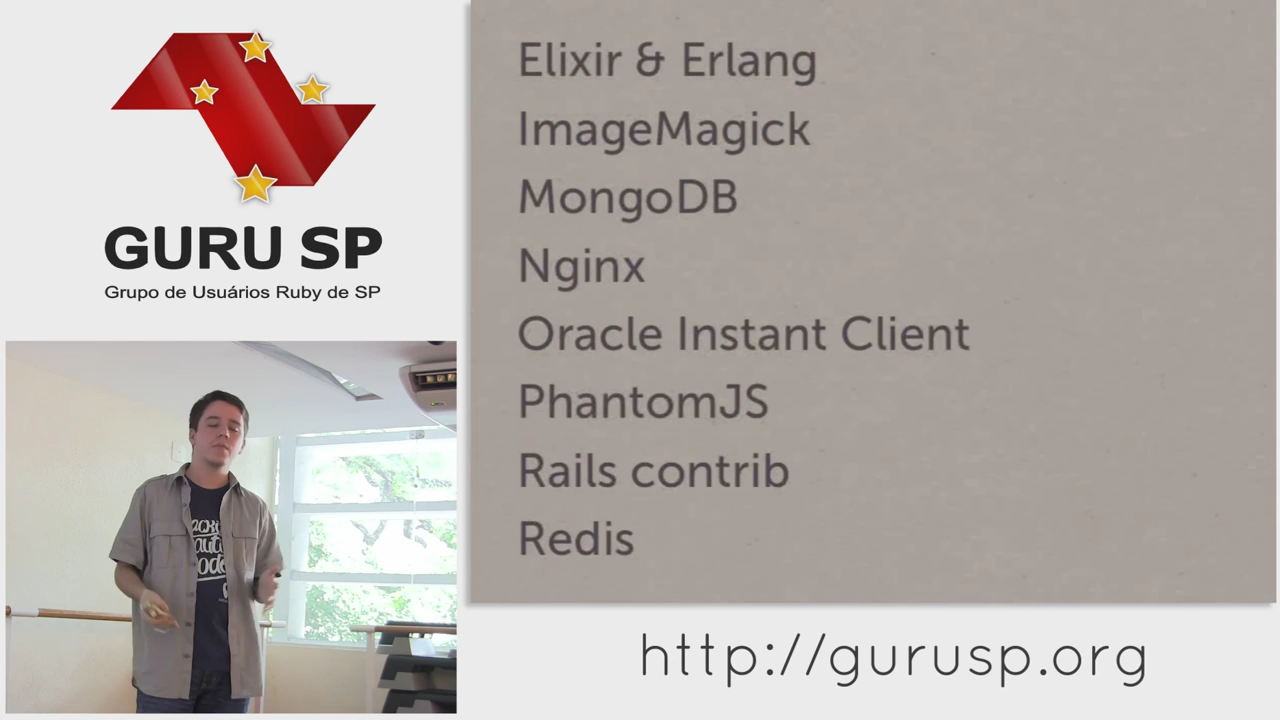 GURU SP
Grupo de Usuários Ruby de SP
Elixir & Erlang
ImageMagick
MongoDB
Nginx
Oracle Instant Client
PhantomJS
Rails contrib
Redis
http://gurusp.org